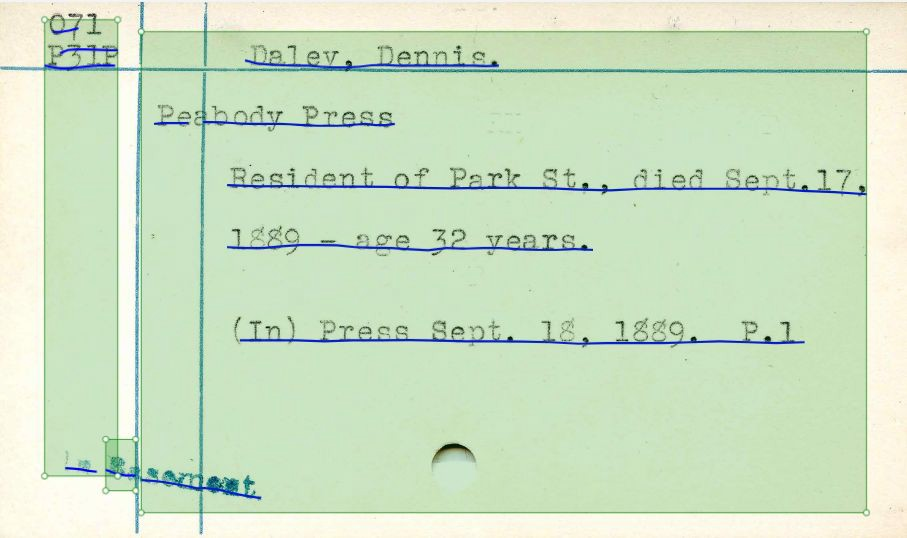 071
P31P
Daley, Dennis.
Peabody Press
Resident of Park St., died Sept.17,
1889 - age 32 years.
(In) Press Sept. 18, 1889. P.1
In Basement